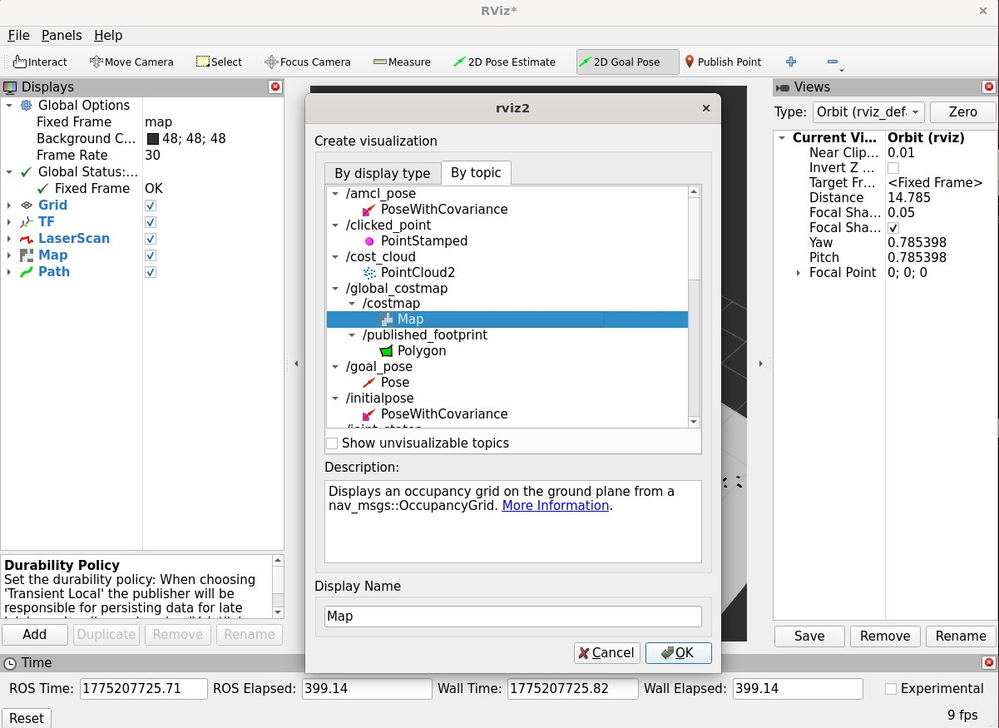 RViz*
File Panels Help
Interact Move Camera Select Focus Camera Measure 2D Pose Estimate 2D Goal Pose Publish Point
Displays
Global Options
Fixed Frame map
Background C... 48; 48; 48
Frame Rate 30
Global Status:...
Fixed Frame OK
Grid
TF
LaserScan
Map
Path
Durability Policy
Set the durability policy: When choosing
'Transient Local' the publisher will be
responsible for persisting data for late
Add Duplicate Remove Rename
rviz2
Create visualization
By display type By topic
/amcl_pose
PoseWithCovariance
/clicked_point
PointStamped
/cost_cloud
PointCloud2
/global_costmap
/costmap
Map
/published_footprint
Polygon
/goal_pose
Pose
/initialpose
PoseWithCovariance
Show unvisualizable topics
Description:
Displays an occupancy grid on the ground plane from a
nav_msgs::OccupancyGrid. More Information.
Display Name
Map
Cancel OK
Views
Type: Orbit (rviz_def Zero
Current Vi... Orbit (rviz)
Near Clip... 0.01
Invert Z ...
Target Fr... <Fixed Frame>
Distance 14.785
Focal Sha... 0.05
Focal Sha...
Yaw 0.785398
Pitch 0.785398
Focal Point 0; 0; 0
Save Remove Rename
Time
ROS Time: 1775207725.71 ROS Elapsed: 399.14 Wall Time: 1775207725.82 Wall Elapsed: 399.14 Experimental
Reset 9 fps